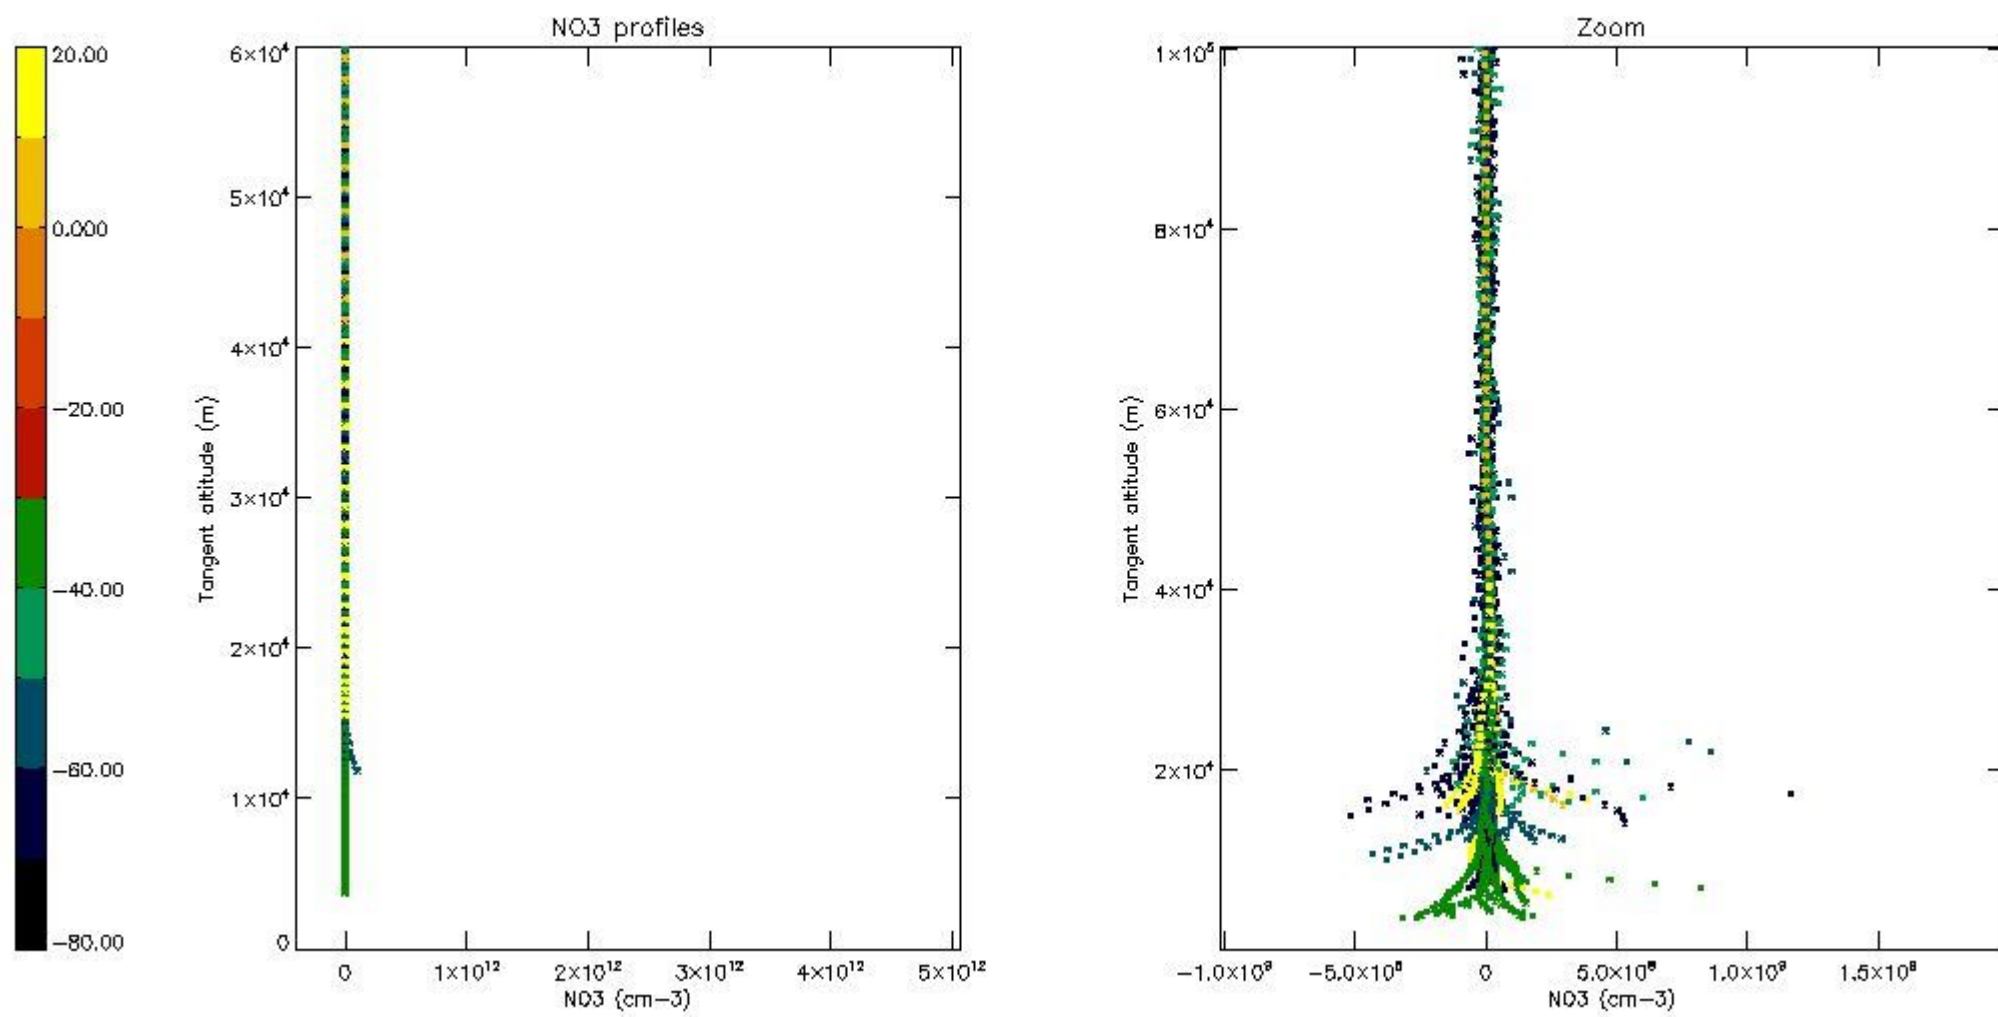 NO3 profiles
Zoom
20.00
0.000
−20.00
−40.00
−60.00
−80.00
6×10⁴
5×10⁴
4×10⁴
3×10⁴
2×10⁴
1×10⁴
0
Tangent altitude (m)
0 1×10¹² 2×10¹² 3×10¹² 4×10¹² 5×10¹²
NO3 (cm−3)
1×10⁵
8×10⁴
6×10⁴
4×10⁴
2×10⁴
Tangent altitude (m)
−1.0×10⁹ −5.0×10⁸ 0 5.0×10⁸ 1.0×10⁹ 1.5×10⁹
NO3 (cm−3)